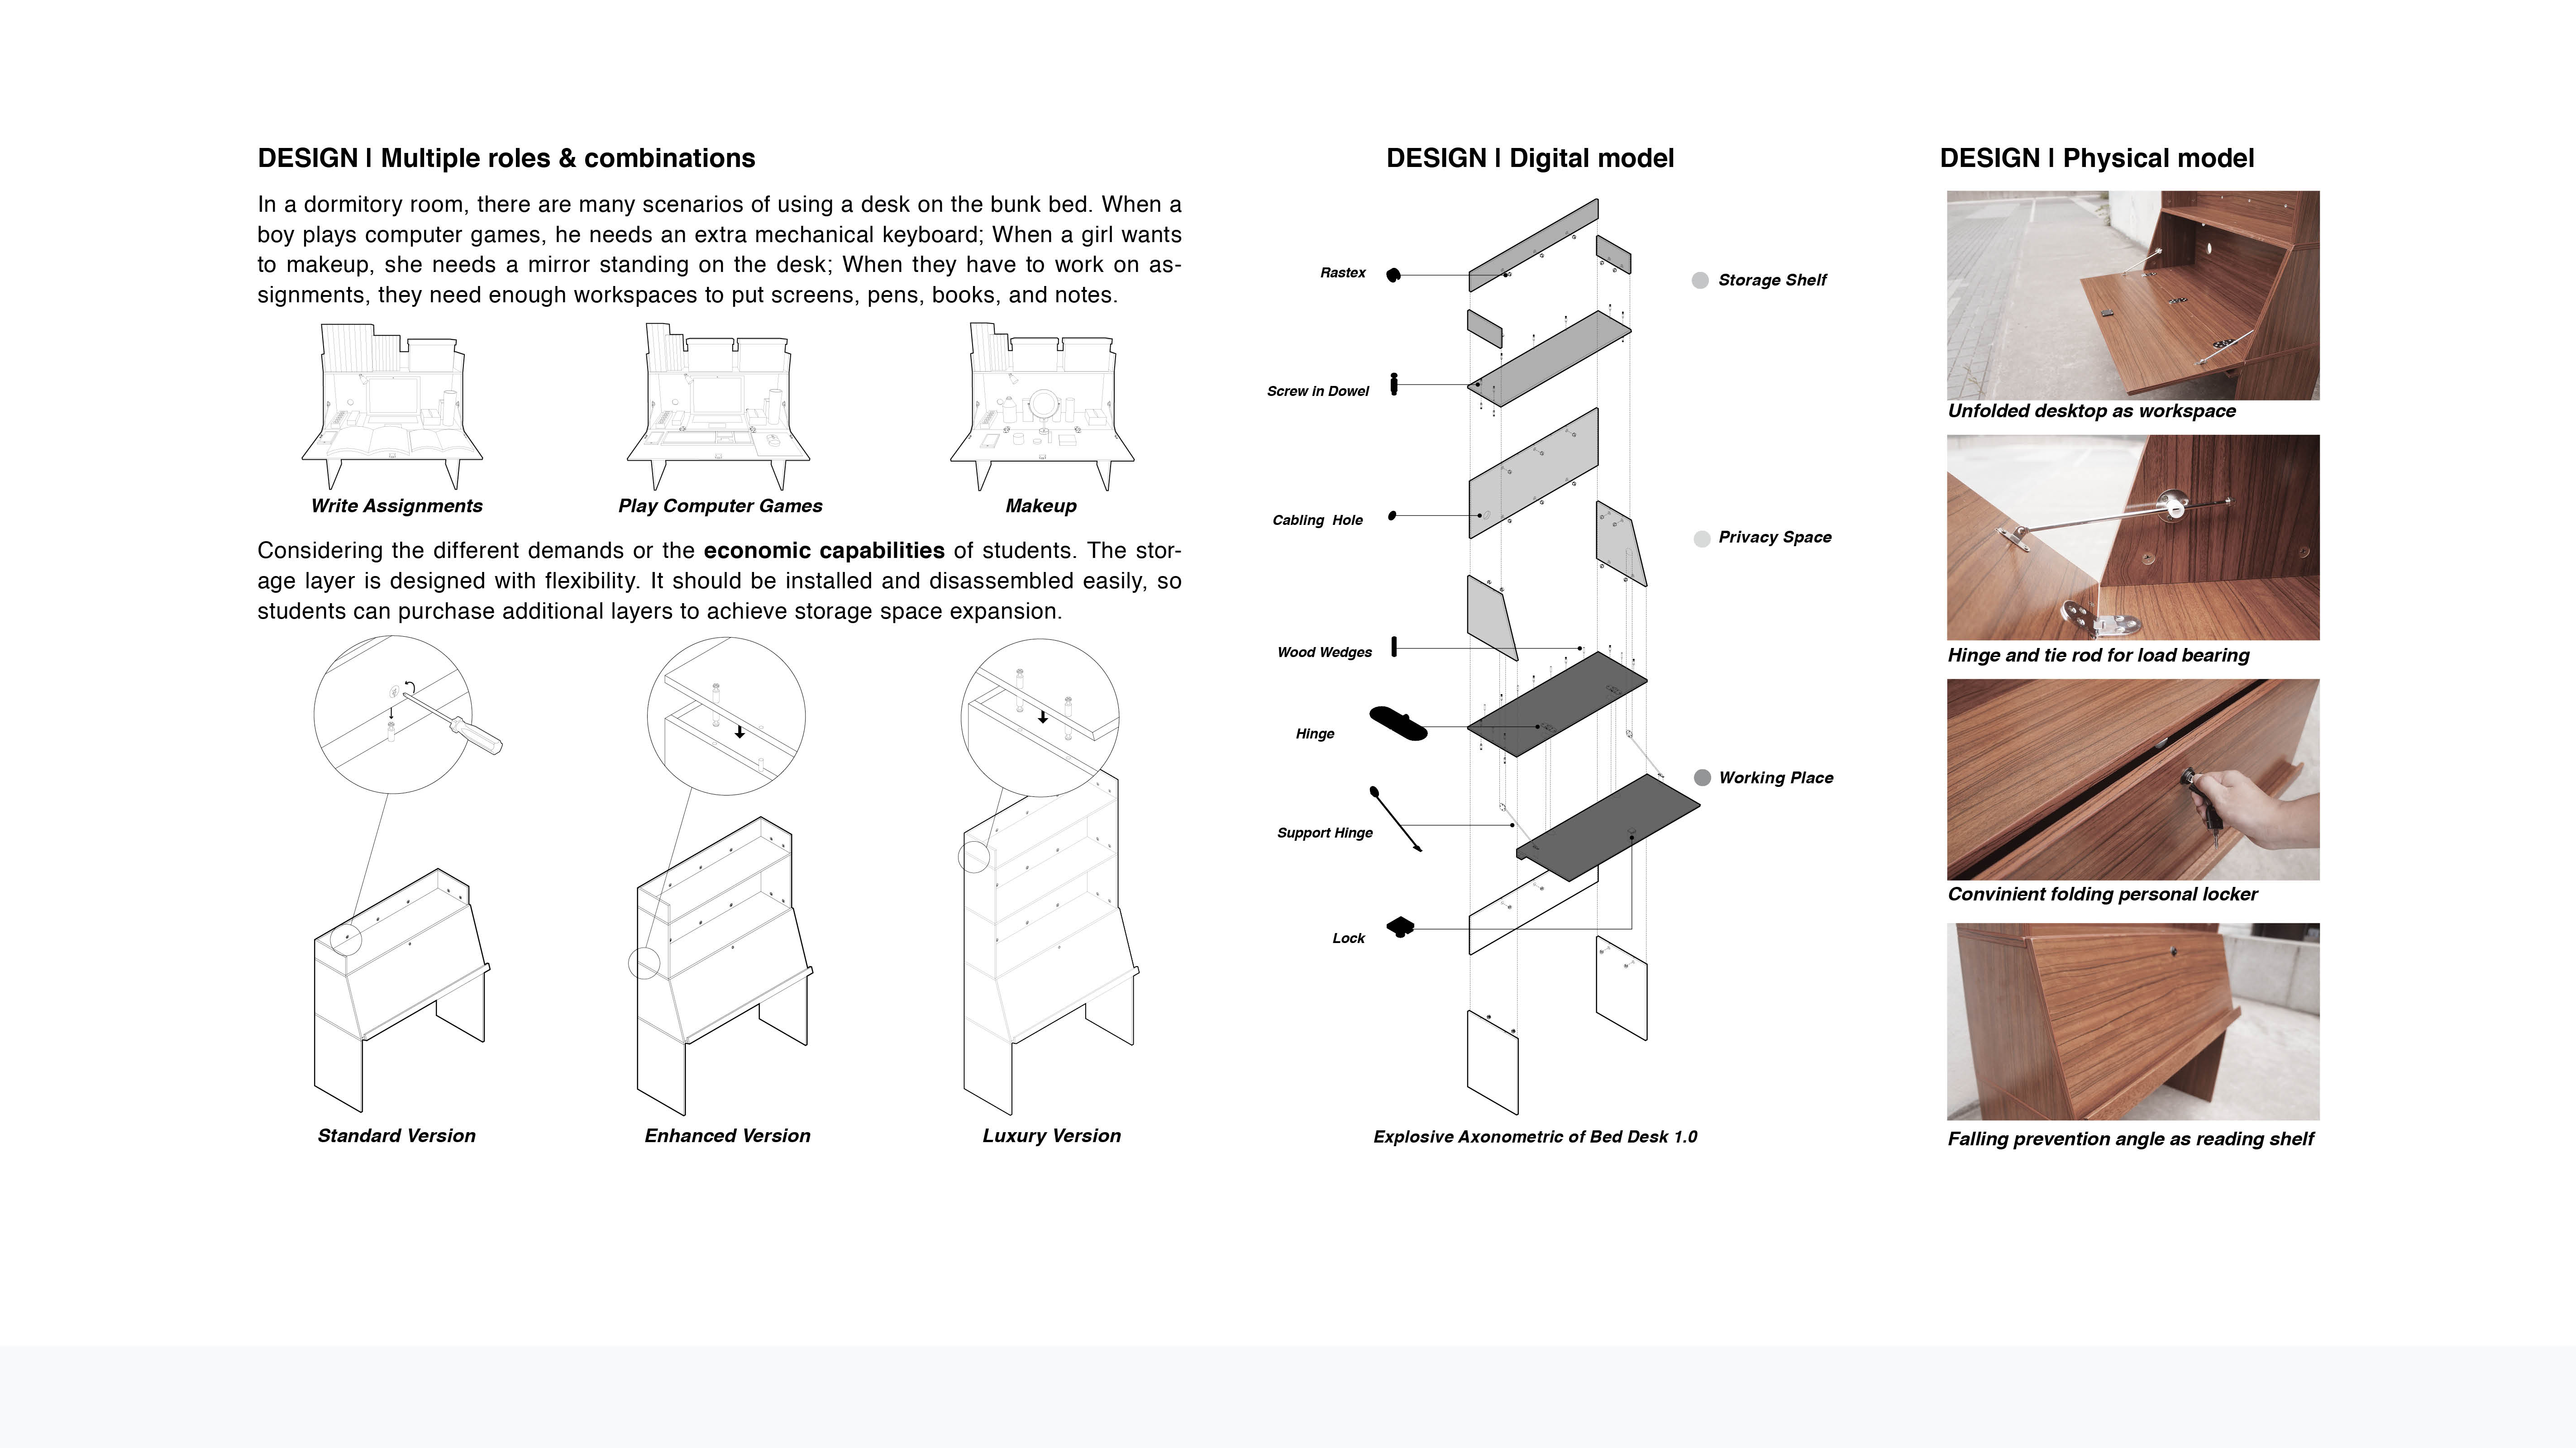 DESIGN | Multiple roles & combinations
In a dormitory room, there are many scenarios of using a desk on the bunk bed. When a
boy plays computer games, he needs an extra mechanical keyboard; When a girl wants
to makeup, she needs a mirror standing on the desk; When they have to work on as-
signments, they need enough workspaces to put screens, pens, books, and notes.
Write Assignments
Play Computer Games
Makeup
Considering the different demands or the economic capabilities of students. The stor-
age layer is designed with flexibility. It should be installed and disassembled easily, so
students can purchase additional layers to achieve storage space expansion.
Standard Version
Enhanced Version
Luxury Version
DESIGN | Digital model
Rastex
Storage Shelf
Screw in Dowel
Cabling Hole
Privacy Space
Wood Wedges
Hinge
Working Place
Support Hinge
Lock
Explosive Axonometric of Bed Desk 1.0
DESIGN | Physical model
Unfolded desktop as workspace
Hinge and tie rod for load bearing
Convinient folding personal locker
Falling prevention angle as reading shelf